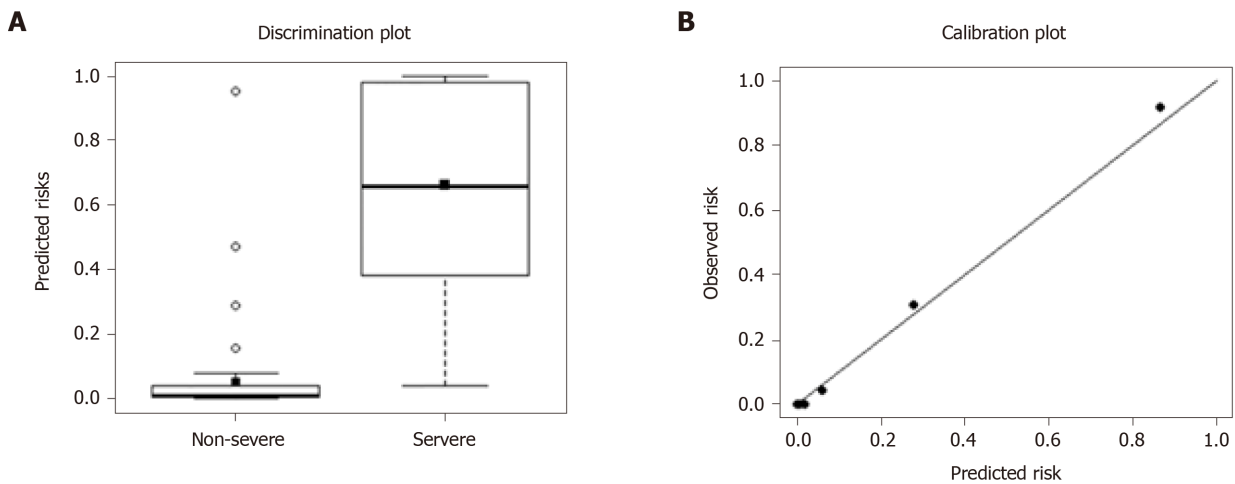 A
Discrimination plot
1.0
0.8
0.6
0.4
0.2
0.0
Predicted risks
Non-severe
Servere
B
Calibration plot
1.0
0.8
0.6
0.4
0.2
0.0
Observed risk
0.0 0.2 0.4 0.6 0.8 1.0
Predicted risk